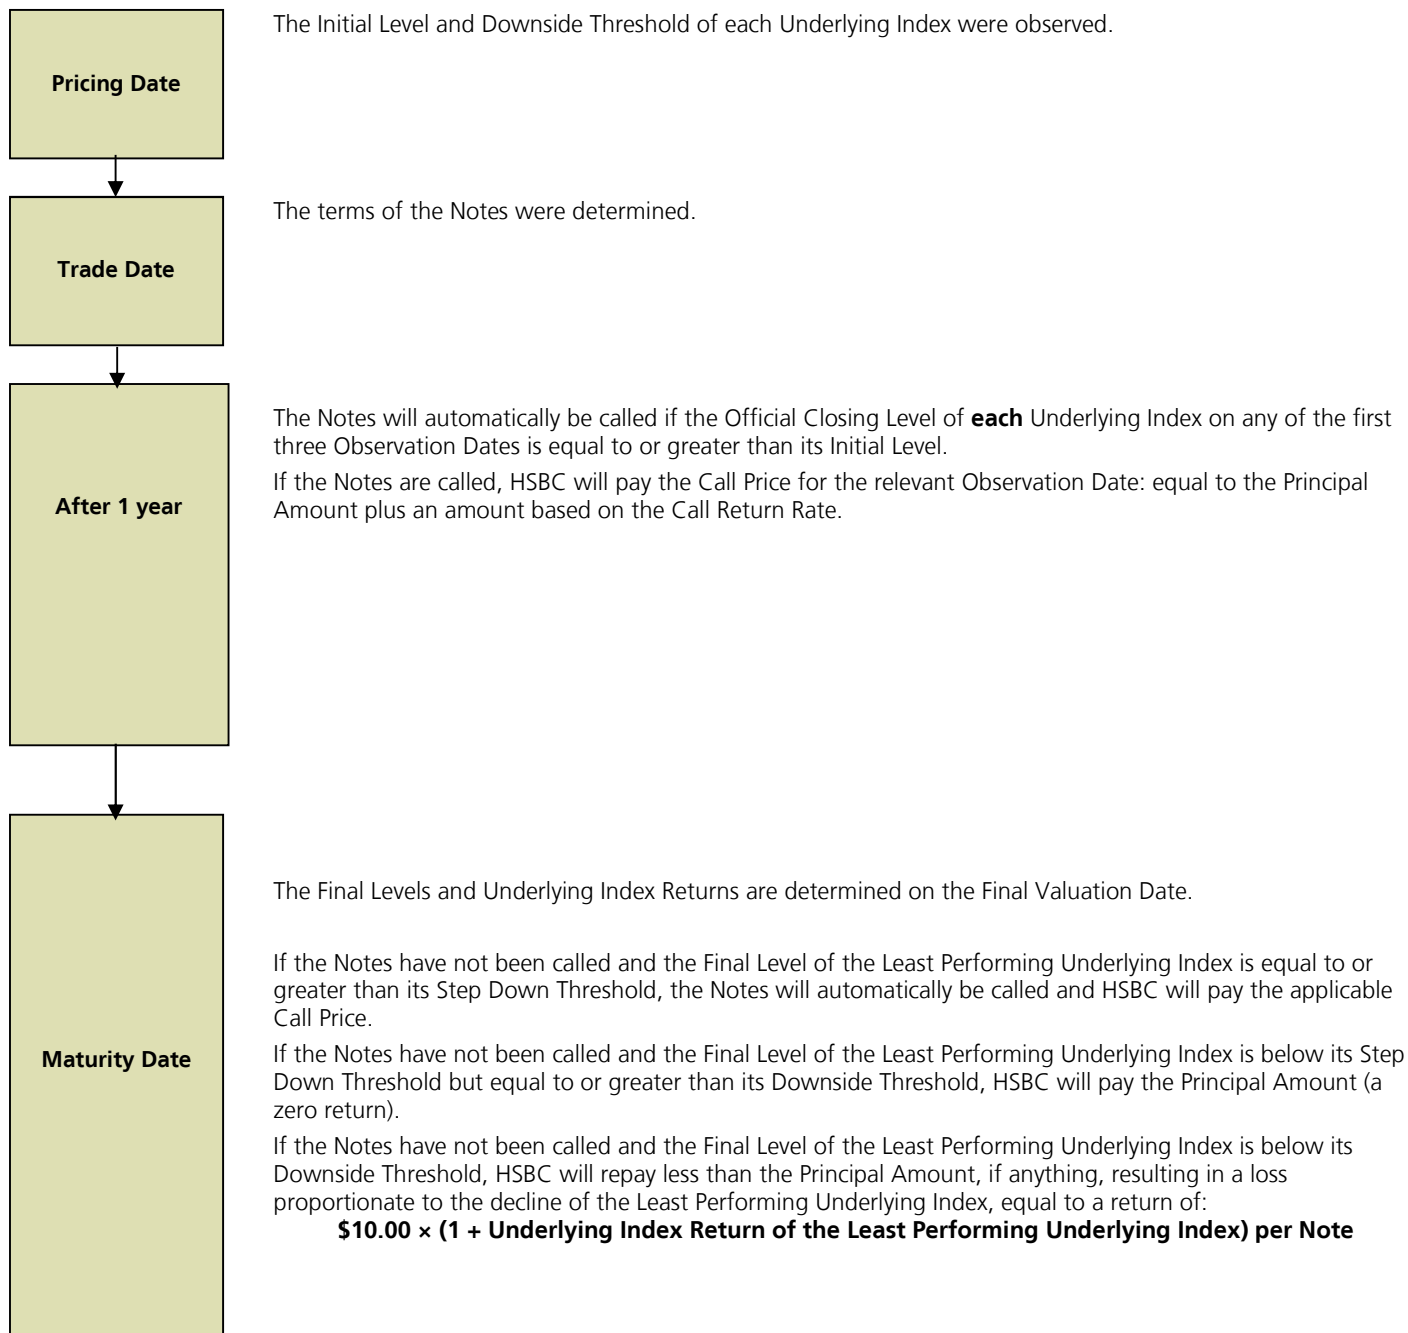 The Initial Level and Downside Threshold of each Underlying Index were observed.
Pricing Date
The terms of the Notes were determined.
Trade Date
The Notes will automatically be called if the Official Closing Level of each Underlying Index on any of the first
three Observation Dates is equal to or greater than its Initial Level.
If the Notes are called, HSBC will pay the Call Price for the relevant Observation Date: equal to the Principal
Amount plus an amount based on the Call Return Rate.
After 1 year
The Final Levels and Underlying Index Returns are determined on the Final Valuation Date.
If the Notes have not been called and the Final Level of the Least Performing Underlying Index is equal to or
greater than its Step Down Threshold, the Notes will automatically be called and HSBC will pay the applicable
Call Price.
Maturity Date
If the Notes have not been called and the Final Level of the Least Performing Underlying Index is below its Step
Down Threshold but equal to or greater than its Downside Threshold, HSBC will pay the Principal Amount (a
zero return).
If the Notes have not been called and the Final Level of the Least Performing Underlying Index is below its
Downside Threshold, HSBC will repay less than the Principal Amount, if anything, resulting in a loss
proportionate to the decline of the Least Performing Underlying Index, equal to a return of:
$10.00 × (1 + Underlying Index Return of the Least Performing Underlying Index) per Note